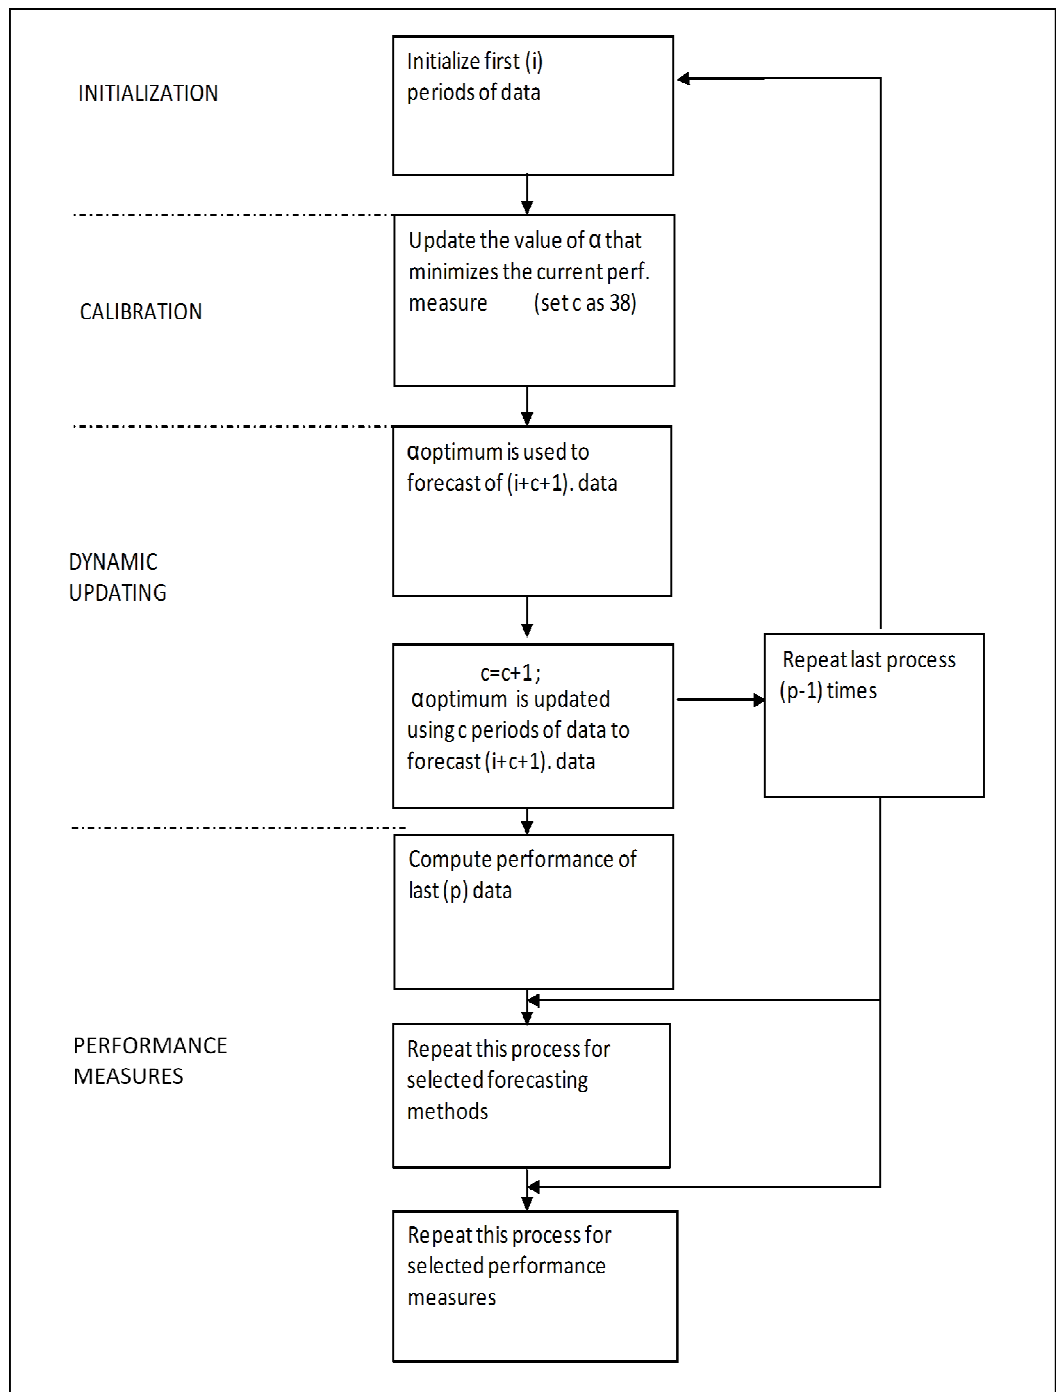 Initialize first (i)
periods of data
INITIALIZATION
Update the value of α that
minimizes the current perf.
measure (set c as 38)
CALIBRATION
αoptimum is used to
forecast of (i+c+1). data
DYNAMIC
UPDATING
c=c+1;
αoptimum is updated
using c periods of data to
forecast (i+c+1). data
Repeat last process
(p-1) times
Compute performance of
last (p) data
PERFORMANCE
MEASURES
Repeat this process for
selected forecasting
methods
Repeat this process for
selected performance
measures